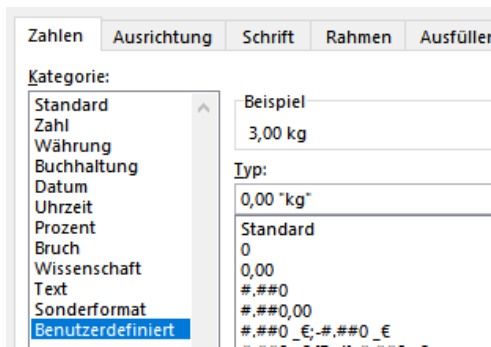 Zahlen Ausrichtung Schrift Rahmen
Kategorie:
Standard
Zahl
Währung
Buchhaltung
Datum
Uhrzeit
Prozent
Bruch
Wissenschaft
Text
Sonderformat
Benutzerdefiniert
Beispiel
3,00 kg
Typ:
0,00 "kg"
Standard
0
0,00
#.##0
#.##0,00
#.##0 _€;-#.##0 _€